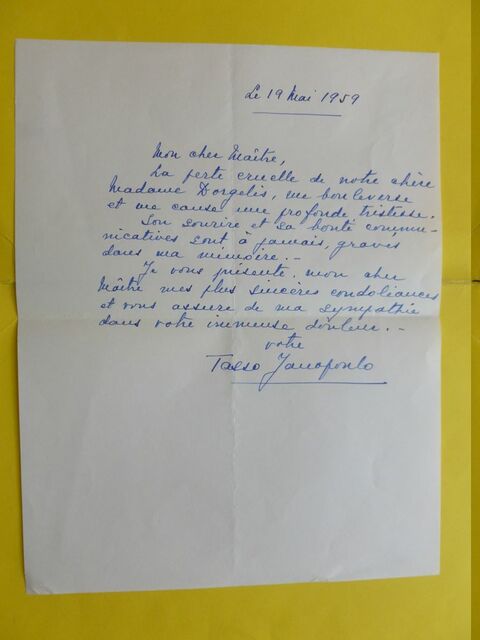 Le 19 Mai 1959
Mon cher Maître,
La perte cruelle de notre chère
Madame Dorgelis, me bouleverse
et me cause une profonde tristesse.
Son sourire et sa bonté commu-
nicatives sont à jamais, gravés
dans ma mémoire. -
Je vous présente mon cher
Maître mes plus sincères condoliances
et vous assure de ma sympathie
dans votre immense douleur. -
votre
Tasso Janopoulo